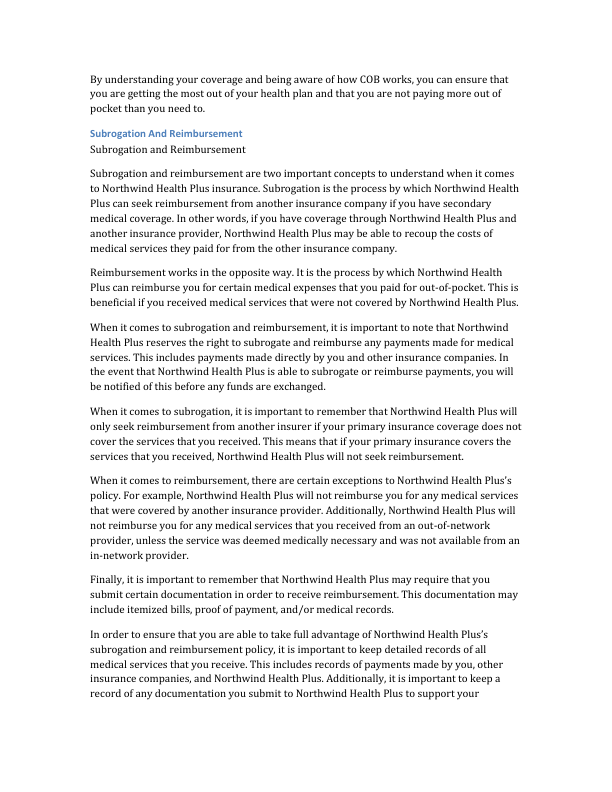 By understanding your coverage and being aware of how COB works, you can ensure that
you are getting the most out of your health plan and that you are not paying more out of
pocket than you need to.
Subrogation And Reimbursement
Subrogation and Reimbursement
Subrogation and reimbursement are two important concepts to understand when it comes
to Northwind Health Plus insurance. Subrogation is the process by which Northwind Health
Plus can seek reimbursement from another insurance company if you have secondary
medical coverage. In other words, if you have coverage through Northwind Health Plus and
another insurance provider, Northwind Health Plus may be able to recoup the costs of
medical services they paid for from the other insurance company.
Reimbursement works in the opposite way. It is the process by which Northwind Health
Plus can reimburse you for certain medical expenses that you paid for out-of-pocket. This is
beneficial if you received medical services that were not covered by Northwind Health Plus.
When it comes to subrogation and reimbursement, it is important to note that Northwind
Health Plus reserves the right to subrogate and reimburse any payments made for medical
services. This includes payments made directly by you and other insurance companies. In
the event that Northwind Health Plus is able to subrogate or reimburse payments, you will
be notified of this before any funds are exchanged.
When it comes to subrogation, it is important to remember that Northwind Health Plus will
only seek reimbursement from another insurer if your primary insurance coverage does not
cover the services that you received. This means that if your primary insurance covers the
services that you received, Northwind Health Plus will not seek reimbursement.
When it comes to reimbursement, there are certain exceptions to Northwind Health Plus's
policy. For example, Northwind Health Plus will not reimburse you for any medical services
that were covered by another insurance provider. Additionally, Northwind Health Plus will
not reimburse you for any medical services that you received from an out-of-network
provider, unless the service was deemed medically necessary and was not available from an
in-network provider.
Finally, it is important to remember that Northwind Health Plus may require that you
submit certain documentation in order to receive reimbursement. This documentation may
include itemized bills, proof of payment, and/or medical records.
In order to ensure that you are able to take full advantage of Northwind Health Plus's
subrogation and reimbursement policy, it is important to keep detailed records of all
medical services that you receive. This includes records of payments made by you, other
insurance companies, and Northwind Health Plus. Additionally, it is important to keep a
record of any documentation you submit to Northwind Health Plus to support your